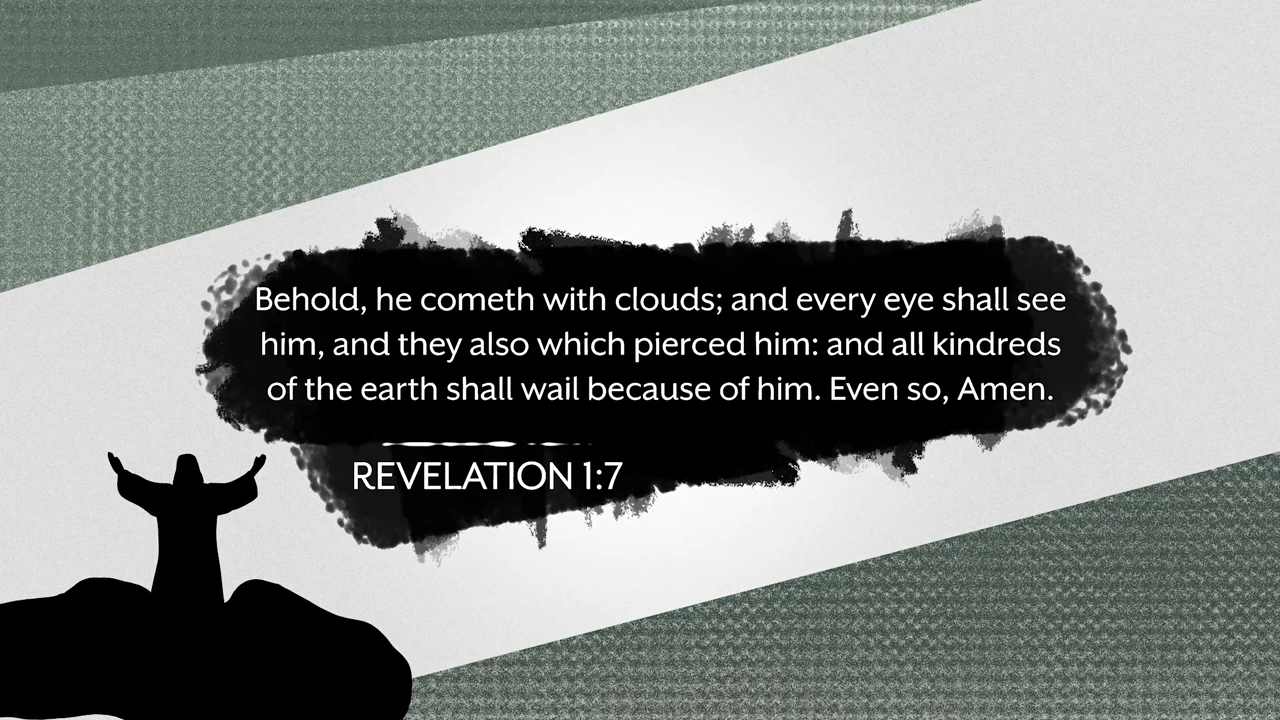 Behold, he cometh with clouds; and every eye shall see
him, and they also which pierced him: and all kindreds
of the earth shall wail because of him. Even so, Amen.
REVELATION 1:7